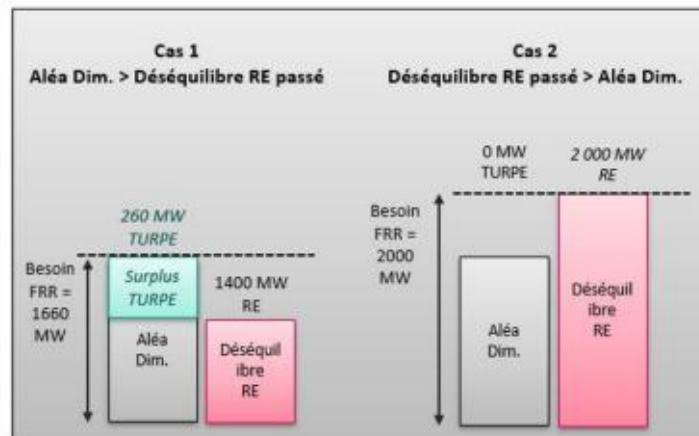 Cas 1
Aléa Dim. > Déséquilibre RE passé
260 MW
TURPE
Besoin
FRR =
1660
MW
Surplus
TURPE
Aléa
Dim.
1400 MW
RE
Déséquil
ibre
RE
Cas 2
Déséquilibre RE passé > Aléa Dim.
0 MW
TURPE
2 000 MW
RE
Besoin
FRR =
2000
MW
Aléa
Dim.
Déséquil
ibre
RE